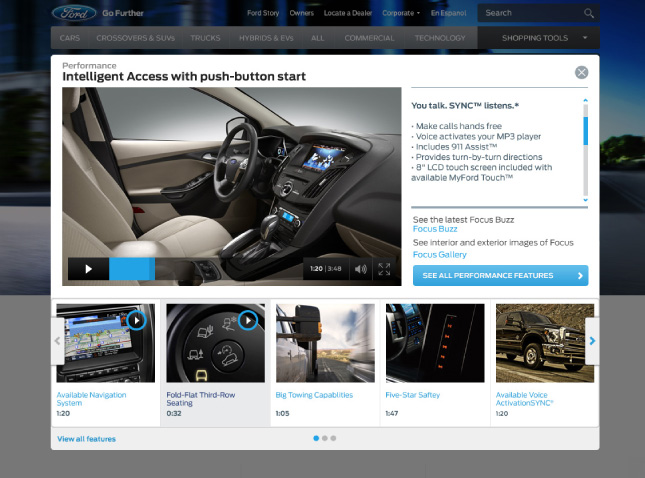 Ford
Go Further
Ford Story Owners Locate a Dealer Corporate En Espanol
Search
CARS CROSSOVERS & SUVs TRUCKS HYBRIDS & EVs ALL COMMERCIAL TECHNOLOGY SHOPPING TOOLS
Performance
Intelligent Access with push-button start
You talk. SYNC™ listens.*
• Make calls hands free
• Voice activates your MP3 player
• Includes 911 Assist™
• Provides turn-by-turn directions
• 8" LCD touch screen included with
available MyFord Touch™
See the latest Focus Buzz
Focus Buzz
See interior and exterior images of Focus
Focus Gallery
1:20 | 3:48
SEE ALL PERFORMANCE FEATURES
Available Navigation
System
1:20
Fold-Flat Third-Row
Seating
0:32
Big Towing Capablities
1:05
Five-Star Saftey
1:47
Available Voice
ActivationSYNC®
1:20
View all features